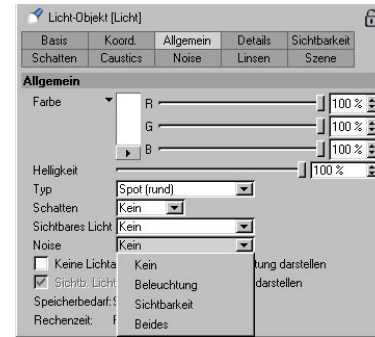 Licht-Objekt [Licht]
Basis Koord. Allgemein Details Sichtbarkeit
Schatten Caustics Noise Linsen Szene
Allgemein
Farbe R 100 %
G 100 %
B 100 %
Helligkeit 100 %
Typ Spot (rund)
Schatten Kein
Sichtbares Licht Kein
Noise Kein
Kein
Keine Lichta tung darstellen
Beleuchtung
Sichtb. Licht darstellen
Sichtbarkeit
Speicherbedarf:
Rechenzeit:
Beides